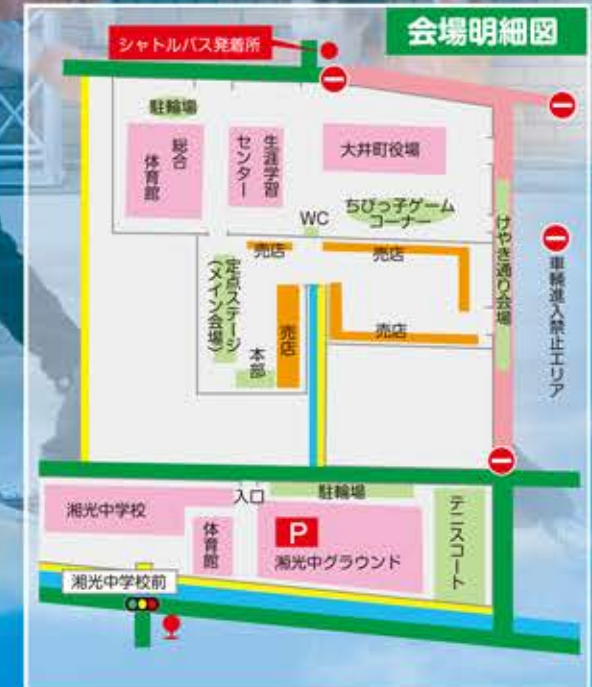 会場明細図
シャトルバス発着所
駐輪場
総合
体育館
生涯学習
センター
大井町役場
ちびっ子ゲーム
コーナー
WC
売店
売店
けやき通り会場
車輌進入禁止エリア
定点ステージ
(メイン会場)
売店
売店
本部
入口
駐輪場
湘光中学校
体育館
P
湘光中グラウンド
テニスコート
湘光中学校前